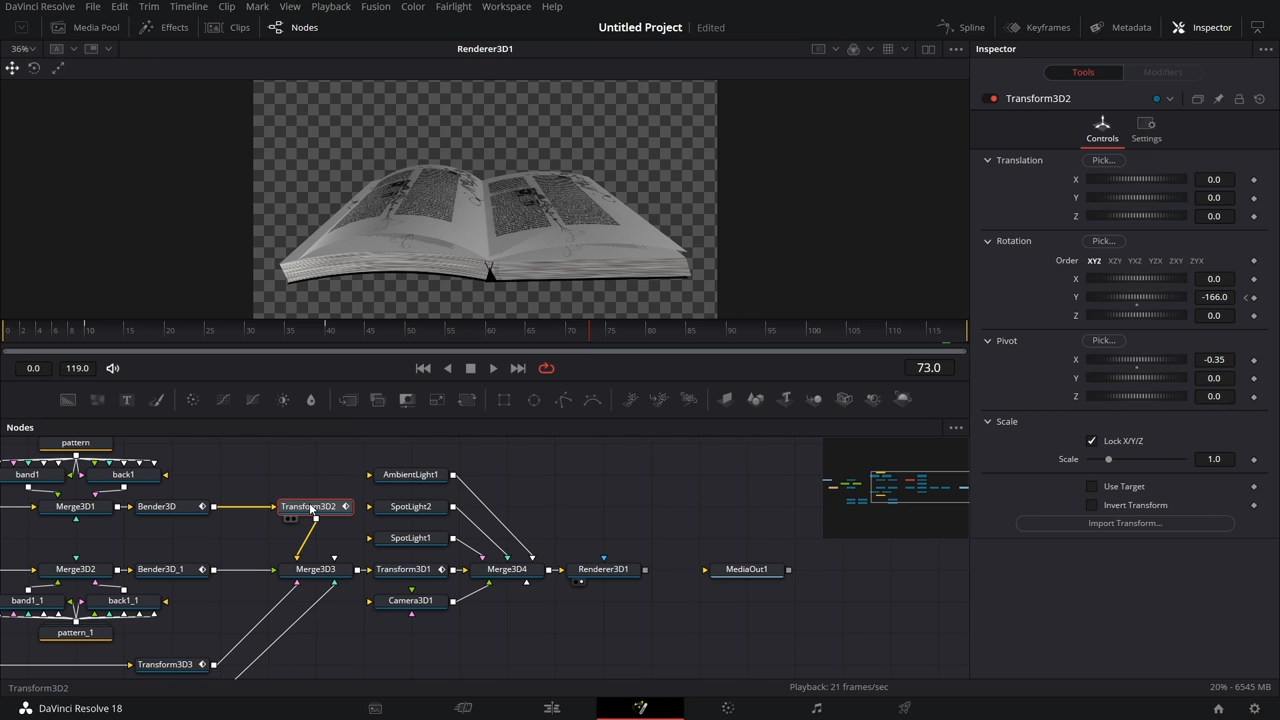 DaVinci Resolve File Edit Trim Timeline Clip Mark View Playback Fusion Color Fairlight Workspace Help
Media Pool Effects Clips Nodes Untitled Project Edited Spline Keyframes Metadata Inspector
36% Renderer3D1 Inspector
Tools Modifiers
Transform3D2
Controls Settings
Translation Pick...
X 0.0
Y 0.0
Z 0.0
Rotation Pick...
Order XYZ XZY YXZ YZX ZXY ZYX
X 0.0
Y -166.0
Z 0.0
Pivot Pick...
X -0.35
Y 0.0
Z 0.0
Scale
Lock X/Y/Z
Scale 1.0
Use Target
Invert Transform
Import Transform...
0 2 4 6 8 10 15 20 25 30 35 40 45 50 55 60 65 70 75 80 85 90 95 100 105 110 115
0.0 119.0 73.0
Nodes
pattern
band1 back1 AmbientLight1
Merge3D1 Bender3D Transform3D2 SpotLight2
SpotLight1
Merge3D2 Bender3D_1 Merge3D3 Transform3D1 Merge3D4 Renderer3D1 MediaOut1
band1_1 back1_1 Camera3D1
pattern_1
Transform3D3
Transform3D2 Playback: 21 frames/sec 20% - 6545 MB
DaVinci Resolve 18